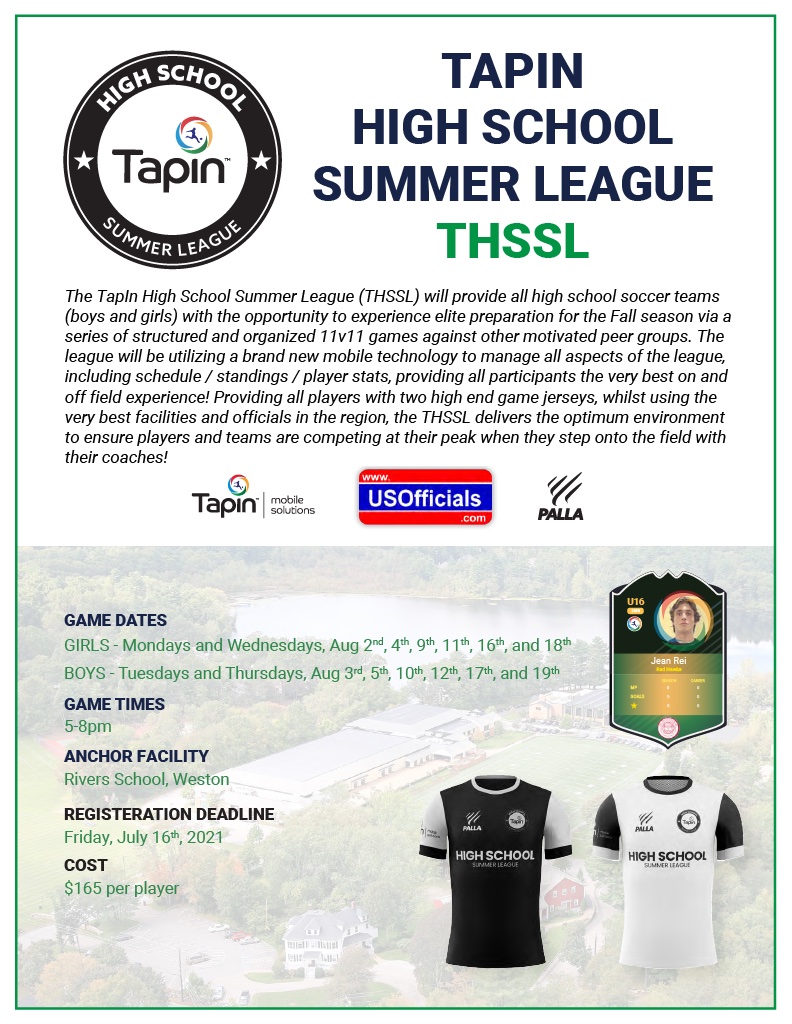 HIGH SCHOOL
Tapin™
SUMMER LEAGUE
TAPIN
HIGH SCHOOL
SUMMER LEAGUE
THSSL
The TapIn High School Summer League (THSSL) will provide all high school soccer teams
(boys and girls) with the opportunity to experience elite preparation for the Fall season via a
series of structured and organized 11v11 games against other motivated peer groups. The
league will be utilizing a brand new mobile technology to manage all aspects of the league,
including schedule / standings / player stats, providing all participants the very best on and
off field experience! Providing all players with two high end game jerseys, whilst using the
very best facilities and officials in the region, the THSSL delivers the optimum environment
to ensure players and teams are competing at their peak when they step onto the field with
their coaches!
Tapin™ | mobile
solutions
www.
USOfficials
.com
PALLA
GAME DATES
GIRLS - Mondays and Wednesdays, Aug 2nd, 4th, 9th, 11th, 16th, and 18th
BOYS - Tuesdays and Thursdays, Aug 3rd, 5th, 10th, 12th, 17th, and 19th
GAME TIMES
5-8pm
ANCHOR FACILITY
Rivers School, Weston
REGISTERATION DEADLINE
Friday, July 16th, 2021
COST
$165 per player
U16
Jean Rei
MP
GOALS
PALLA
Tapin
HIGH SCHOOL
SUMMER LEAGUE
PALLA
Tapin
HIGH SCHOOL
SUMMER LEAGUE